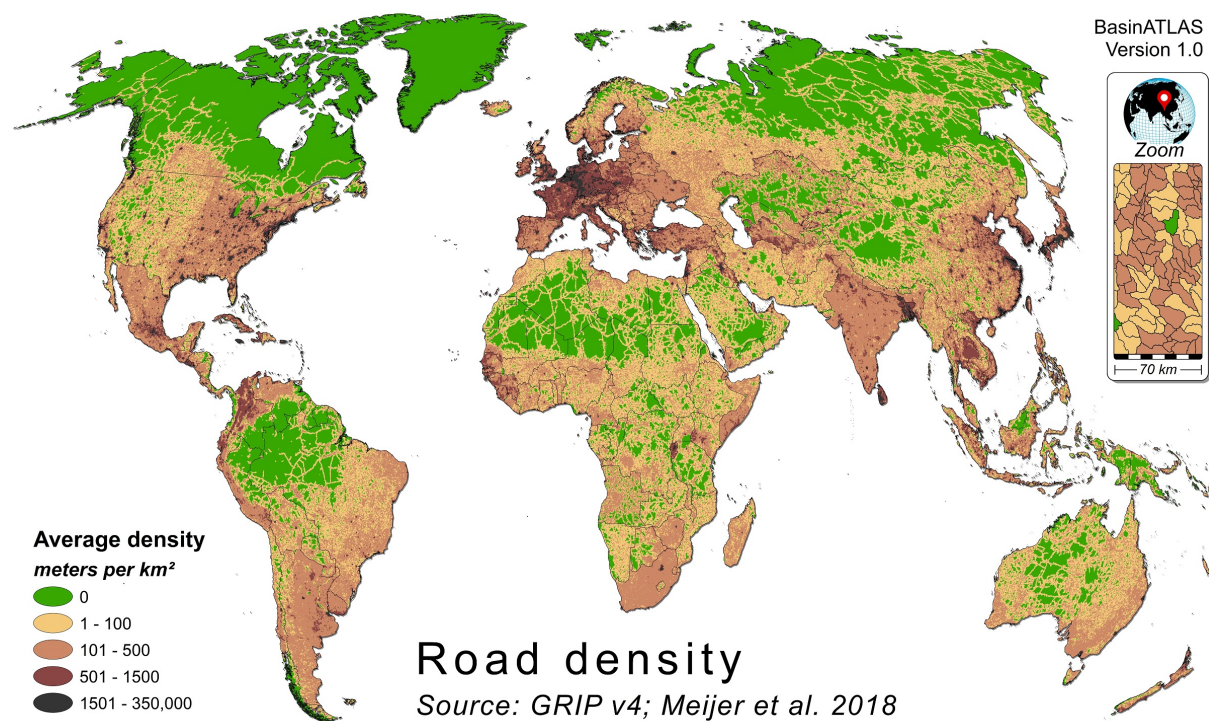 BasinATLAS
Version 1.0
Zoom
70 km
Average density
meters per km²
0
1 - 100
101 - 500
501 - 1500
1501 - 350,000
Road density
Source: GRIP v4; Meijer et al. 2018